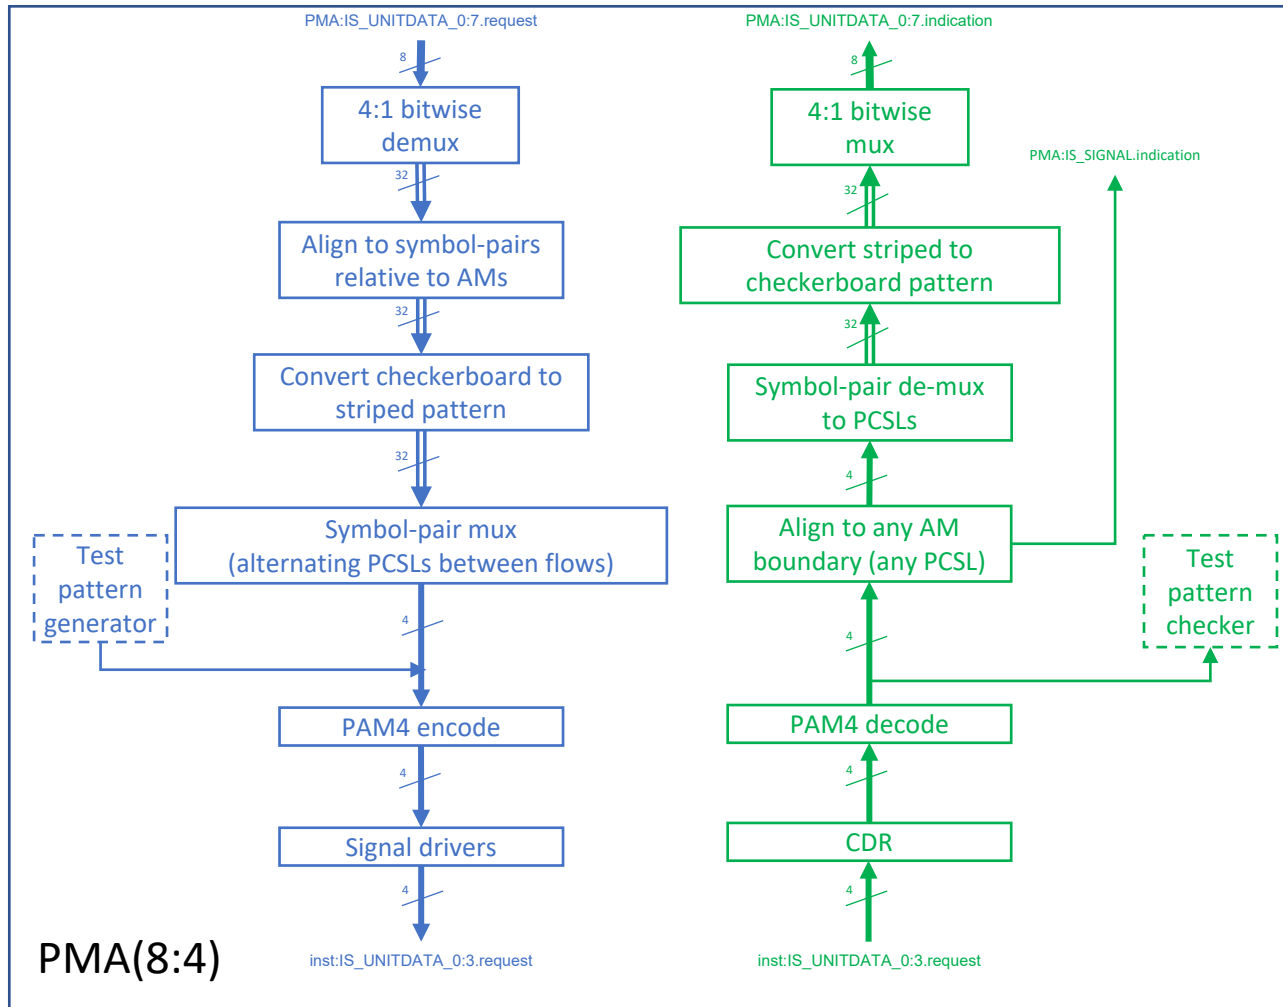 PMA:IS_UNITDATA_0:7.request
8
4:1 bitwise
demux
32
Align to symbol-pairs
relative to AMs
32
Convert checkerboard to
striped pattern
32
Symbol-pair mux
(alternating PCSLs between flows)
Test
pattern
generator
4
PAM4 encode
4
Signal drivers
4
inst:IS_UNITDATA_0:3.request
PMA:IS_UNITDATA_0:7.indication
8
4:1 bitwise
mux
PMA:IS_SIGNAL.indication
32
Convert striped to
checkerboard pattern
32
Symbol-pair de-mux
to PCSLs
4
Align to any AM
boundary (any PCSL)
Test
pattern
checker
4
PAM4 decode
4
CDR
4
inst:IS_UNITDATA_0:3.request
PMA(8:4)